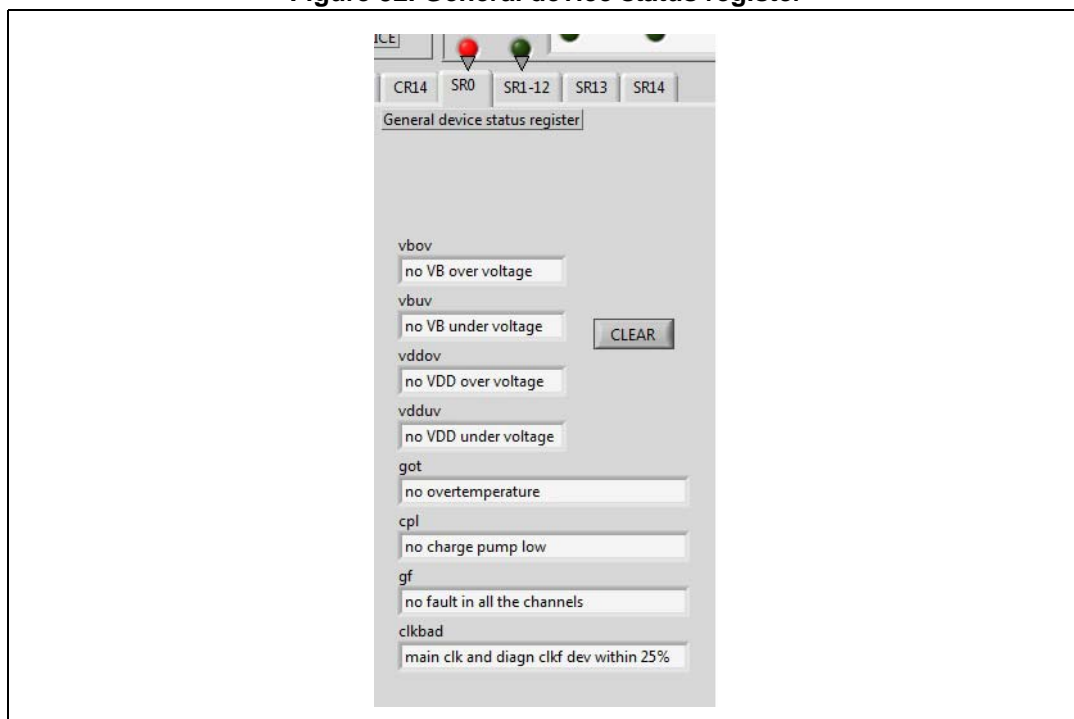 Figure 32. General device status register
CR14 SR0 SR1-12 SR13 SR14
General device status register
vbov
no VB over voltage
vbuv
no VB under voltage
CLEAR
vddov
no VDD over voltage
vdduv
no VDD under voltage
got
no overtemperature
cpl
no charge pump low
gf
no fault in all the channels
clkbad
main clk and diagn clkf dev within 25%